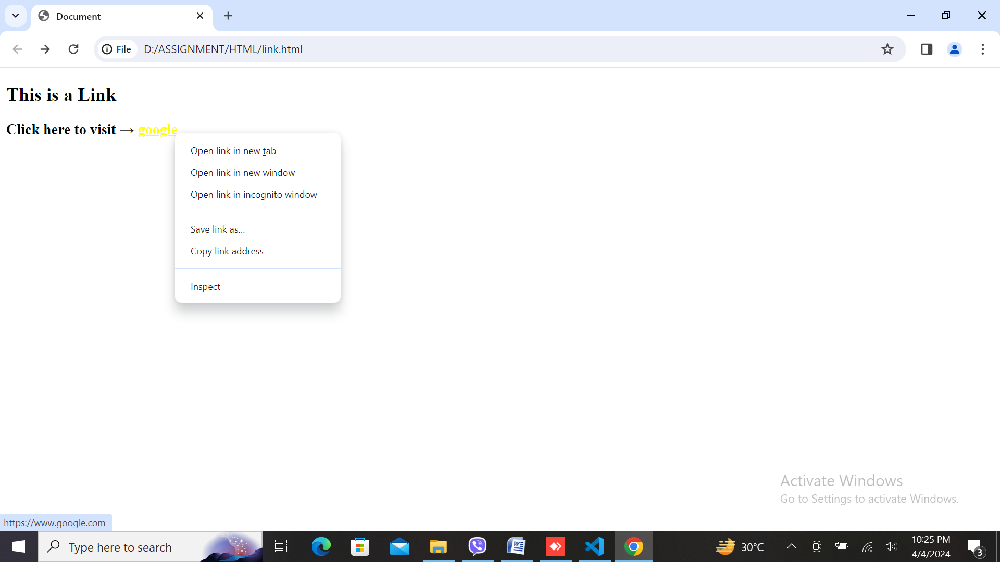 Document
File D:/ASSIGNMENT/HTML/link.html
This is a Link
Click here to visit → google
Open link in new tab
Open link in new window
Open link in incognito window
Save link as...
Copy link address
Inspect
Activate Windows
Go to Settings to activate Windows.
https://www.google.com
Type here to search
30°C
10:25 PM
4/4/2024
3